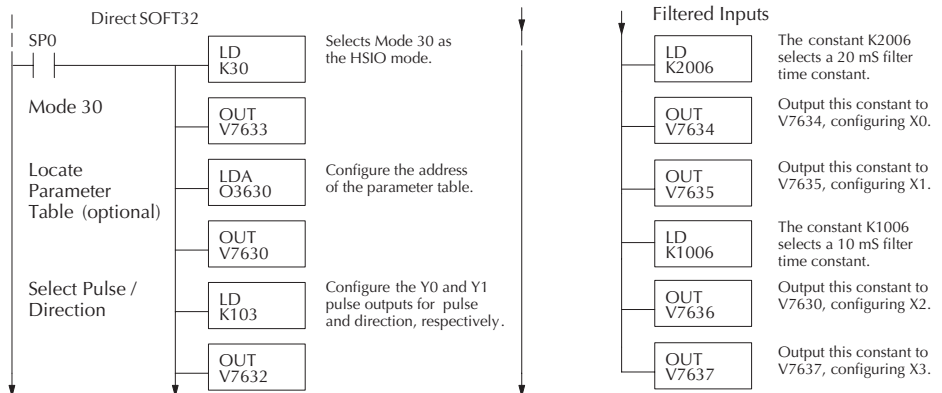 DirectSOFT32
SP0
LD
K30
Selects Mode 30 as
the HSIO mode.
Mode 30
OUT
V7633
Locate
Parameter
Table (optional)
LDA
O3630
Configure the address
of the parameter table.
OUT
V7630
Select Pulse /
Direction
LD
K103
Configure the Y0 and Y1
pulse outputs for pulse
and direction, respectively.
OUT
V7632
Filtered Inputs
LD
K2006
The constant K2006
selects a 20 mS filter
time constant.
OUT
V7634
Output this constant to
V7634, configuring X0.
OUT
V7635
Output this constant to
V7635, configuring X1.
LD
K1006
The constant K1006
selects a 10 mS filter
time constant.
OUT
V7636
Output this constant to
V7630, configuring X2.
OUT
V7637
Output this constant to
V7637, configuring X3.